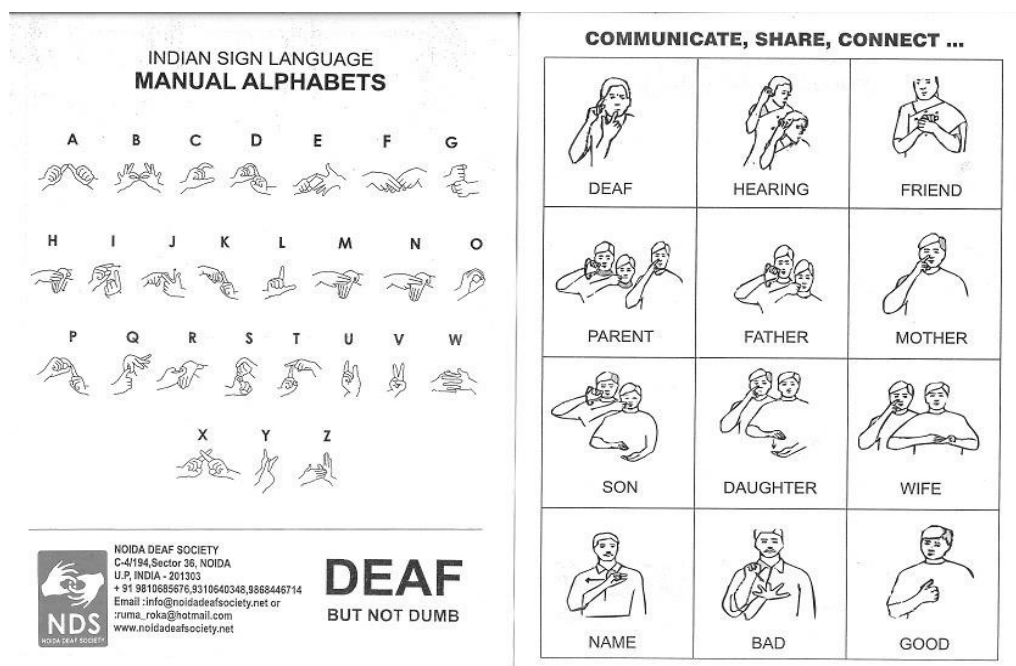 INDIAN SIGN LANGUAGE
MANUAL ALPHABETS
A B C D E F G
H I J K L M N O
P Q R S T U V W
X Y Z
NDS
NOIDA DEAF SOCIETY
NOIDA DEAF SOCIETY
C-4/194,Sector 36, NOIDA
U.P, INDIA - 201303
+ 91 9810685676,9310640348,9868446714
Email :info@noidadeafsociety.net or
:ruma_roka@hotmail.com
www.noidadeafsociety.net
DEAF
BUT NOT DUMB
COMMUNICATE, SHARE, CONNECT ...
DEAF HEARING FRIEND
PARENT FATHER MOTHER
SON DAUGHTER WIFE
NAME BAD GOOD